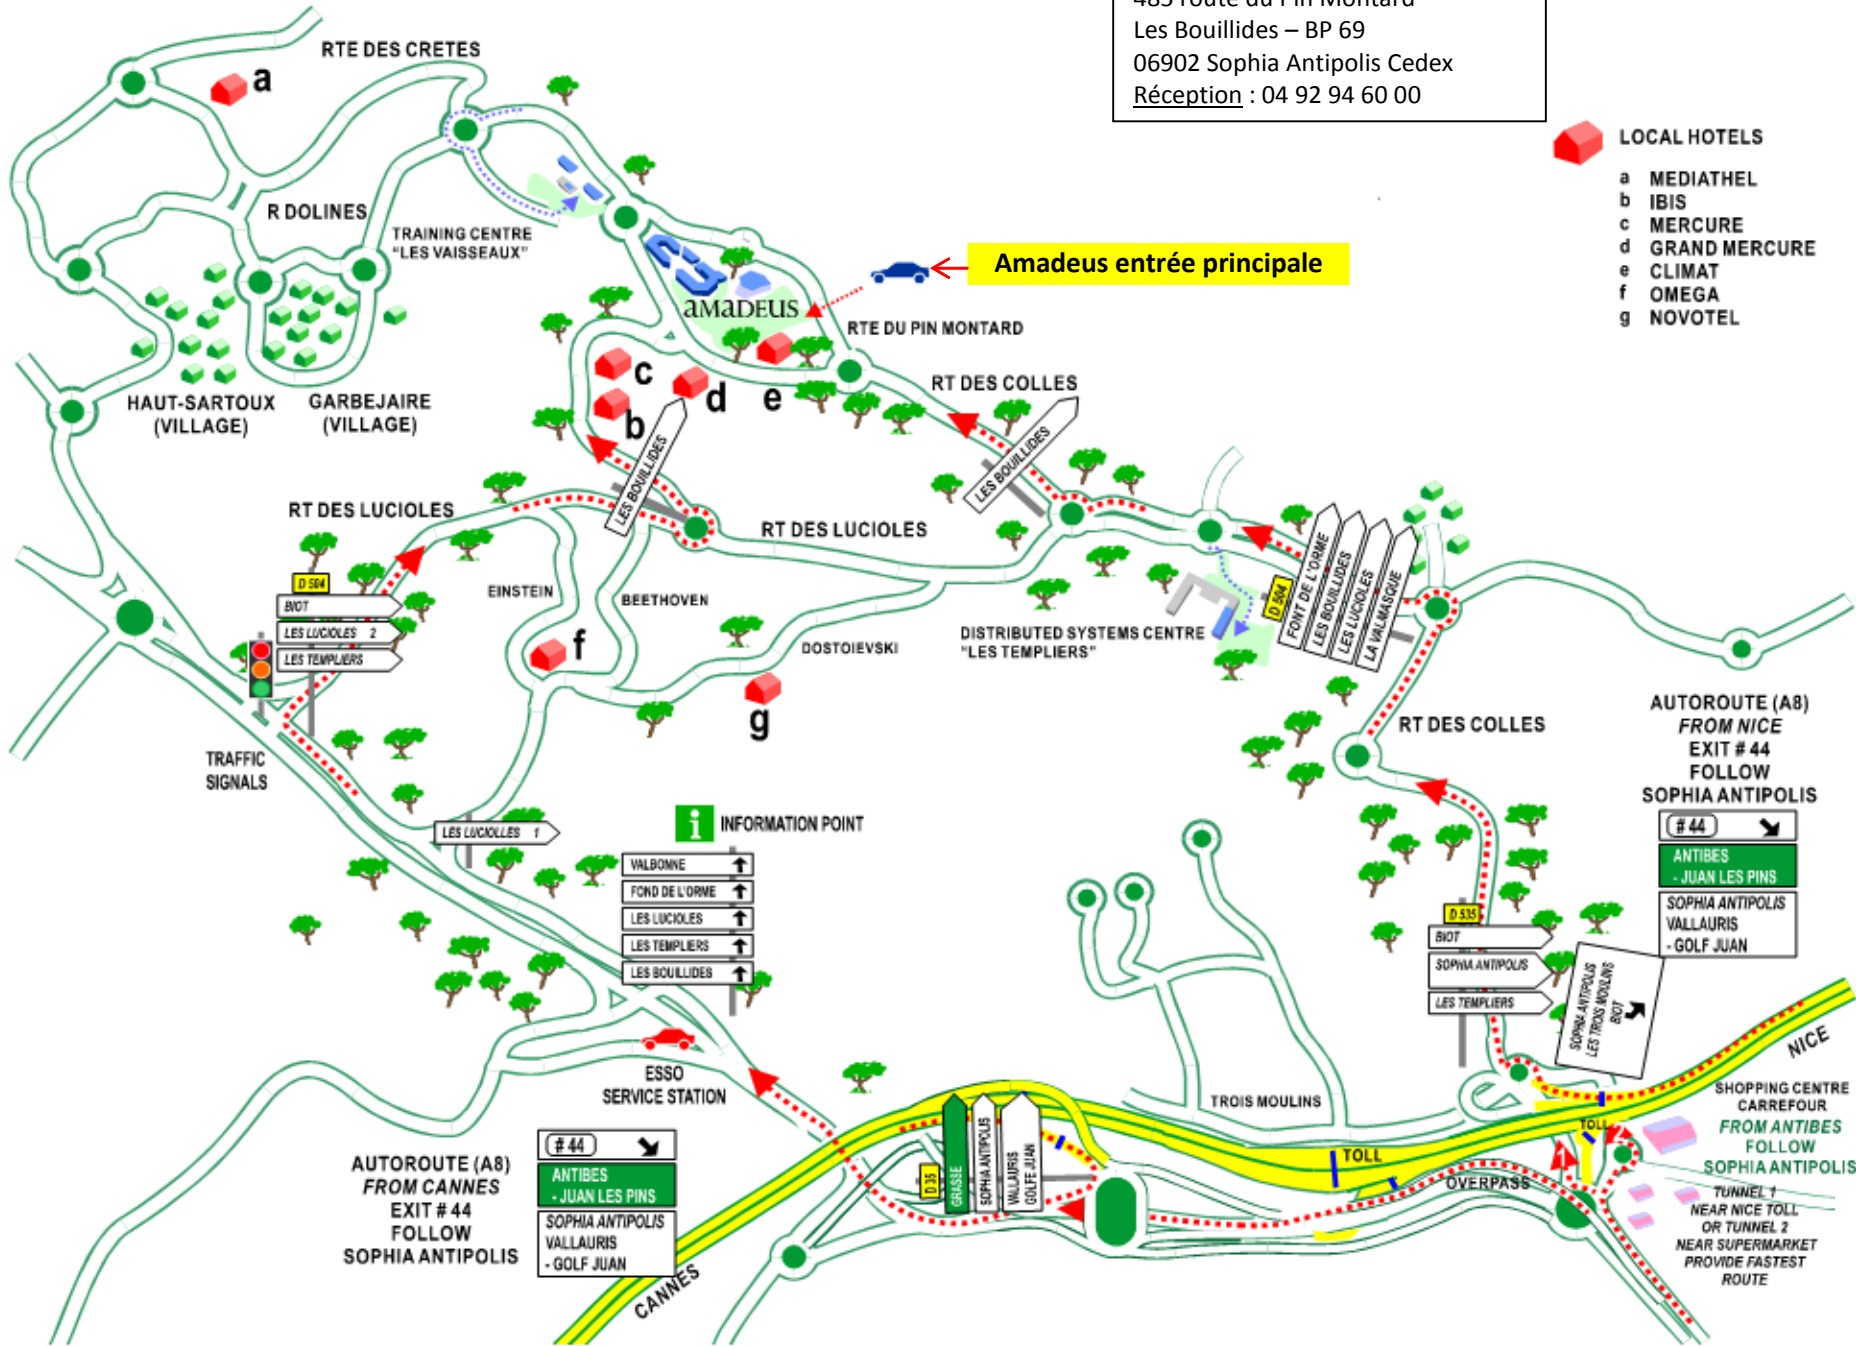 485 route du Pin Montard
Les Bouillides – BP 69
06902 Sophia Antipolis Cedex
Réception : 04 92 94 60 00
LOCAL HOTELS
a MEDIATHEL
b IBIS
c MERCURE
d GRAND MERCURE
e CLIMAT
f OMEGA
g NOVOTEL
RTE DES CRETES
a
R DOLINES
TRAINING CENTRE
"LES VAISSEAUX"
Amadeus entrée principale
aMaDEUS
RTE DU PIN MONTARD
HAUT-SARTOUX
(VILLAGE)
GARBEJAIRE
(VILLAGE)
c
d
e
b
RT DES COLLES
LES BOUILLIDES
LES BOUILLIDES
RT DES LUCIOLES
RT DES LUCIOLES
D 504
BIOT
LES LUCIOLES 2
LES TEMPLIERS
EINSTEIN
BEETHOVEN
DOSTOIEVSKI
f
g
DISTRIBUTED SYSTEMS CENTRE
"LES TEMPLIERS"
D 504
FONT DE L'ORME
LES BOUILLIDES
LES LUCIOLES
LA VALMASQUE
RT DES COLLES
TRAFFIC
SIGNALS
LES LUCIOLLES 1
i INFORMATION POINT
VALBONNE
FOND DE L'ORME
LES LUCIOLES
LES TEMPLIERS
LES BOUILLIDES
AUTOROUTE (A8)
FROM NICE
EXIT # 44
FOLLOW
SOPHIA ANTIPOLIS
# 44
ANTIBES
- JUAN LES PINS
SOPHIA ANTIPOLIS
VALLAURIS
- GOLF JUAN
D 535
BIOT
SOPHIA ANTIPOLIS
LES TEMPLIERS
SOPHIA ANTIPOLIS
LES TROIS MOULINS
BIOT
NICE
ESSO
SERVICE STATION
AUTOROUTE (A8)
FROM CANNES
EXIT # 44
FOLLOW
SOPHIA ANTIPOLIS
# 44
ANTIBES
- JUAN LES PINS
SOPHIA ANTIPOLIS
VALLAURIS
- GOLF JUAN
CANNES
D 35
GRASSE
SOPHIA ANTIPOLIS
VALLAURIS
GOLFE JUAN
TROIS MOULINS
TOLL
OVERPASS
TOLL
1
2
SHOPPING CENTRE
CARREFOUR
FROM ANTIBES
FOLLOW
SOPHIA ANTIPOLIS
TUNNEL 1
NEAR NICE TOLL
OR TUNNEL 2
NEAR SUPERMARKET
PROVIDE FASTEST
ROUTE